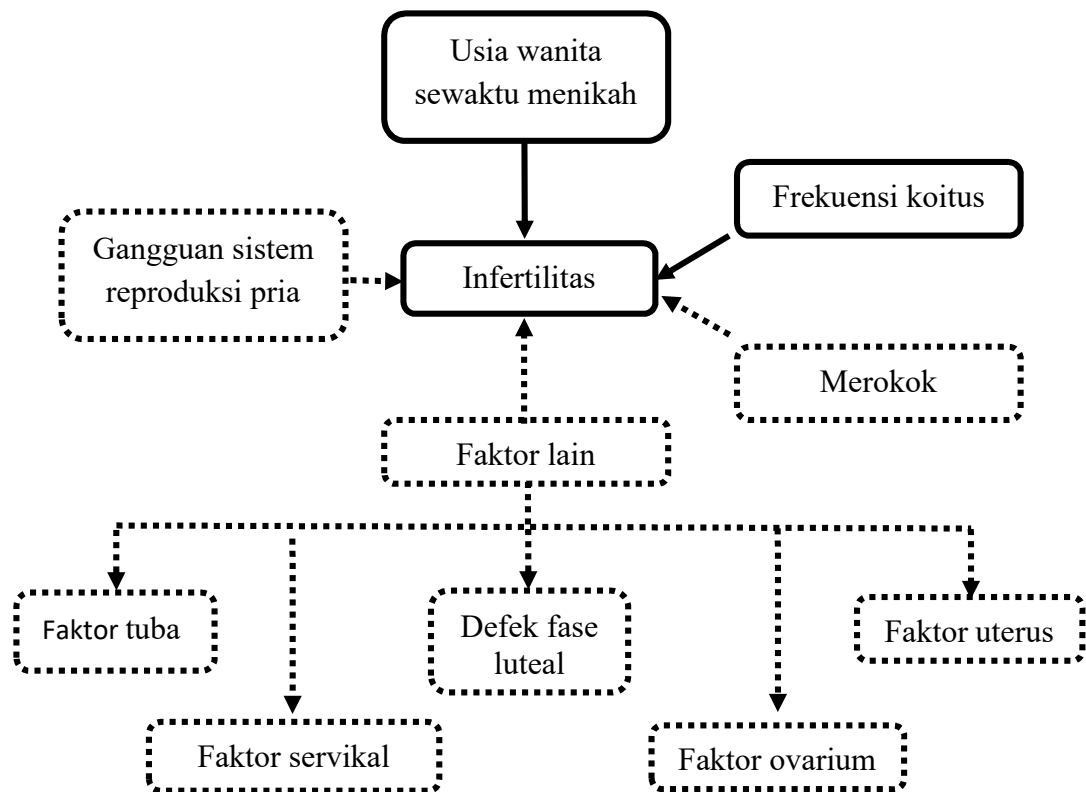 Usia wanita
sewaktu menikah
Frekuensi koitus
Gangguan sistem
reproduksi pria
Infertilitas
Merokok
Faktor lain
Faktor tuba
Defek fase
luteal
Faktor uterus
Faktor servikal
Faktor ovarium